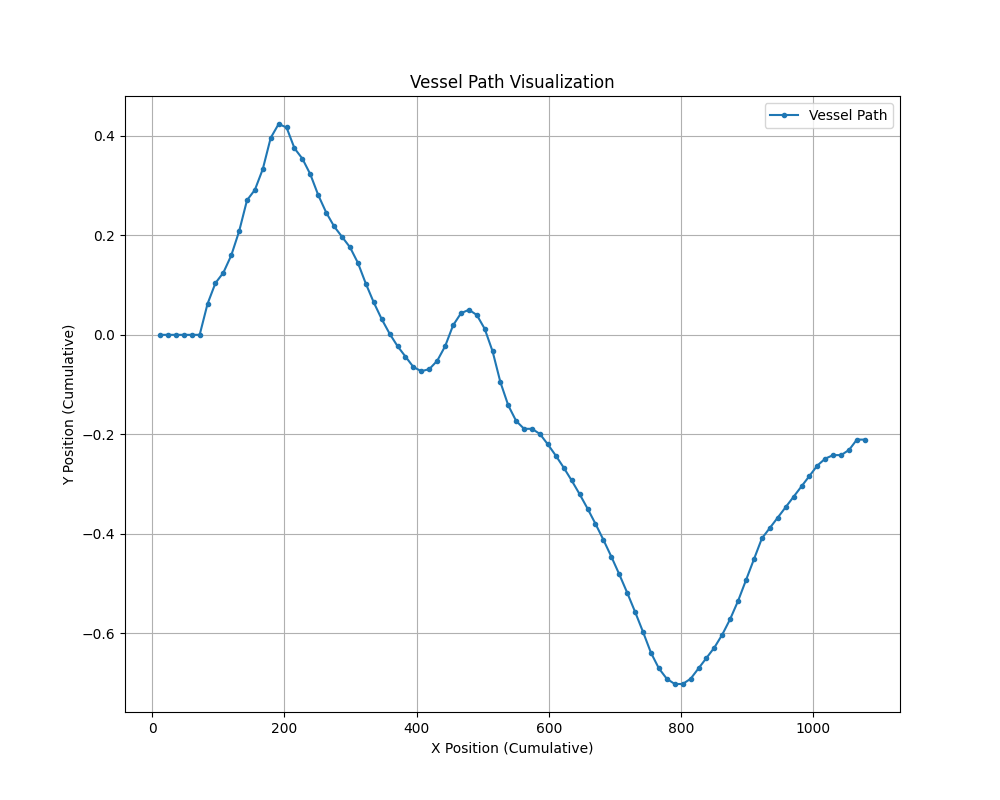 Vessel Path Visualization
Vessel Path
0.4
0.2
0.0
−0.2
−0.4
−0.6
Y Position (Cumulative)
0 200 400 600 800 1000
X Position (Cumulative)